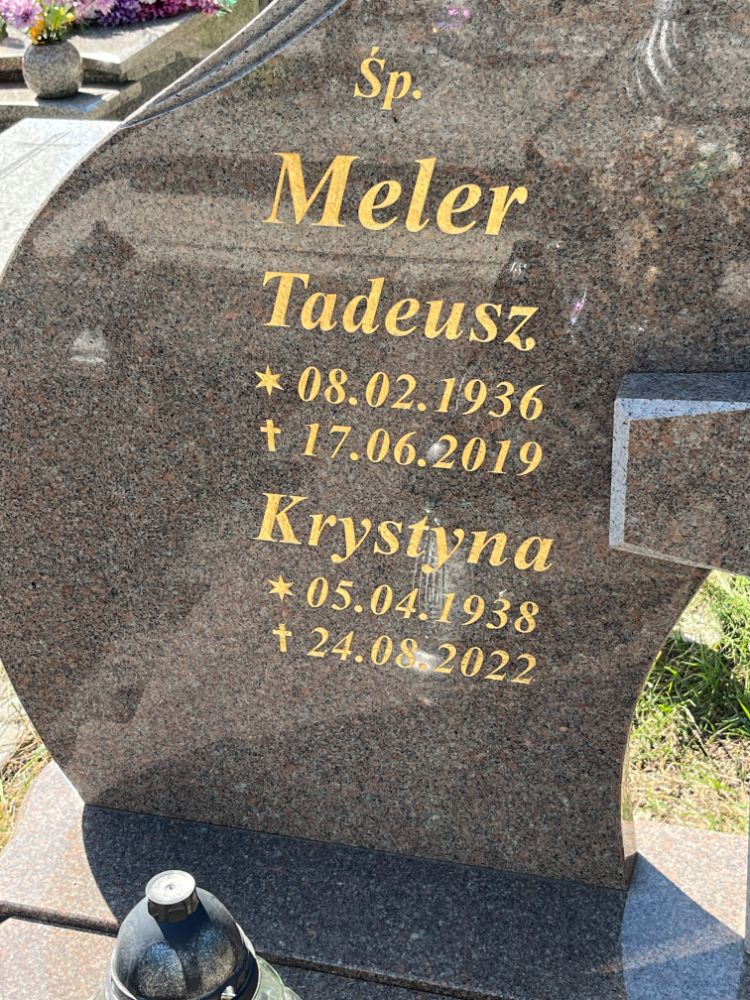 Śp.
Meler
Tadeusz
✶ 08.02.1936
✝ 17.06.2019
Krystyna
✶ 05.04.1938
✝ 24.08.2022